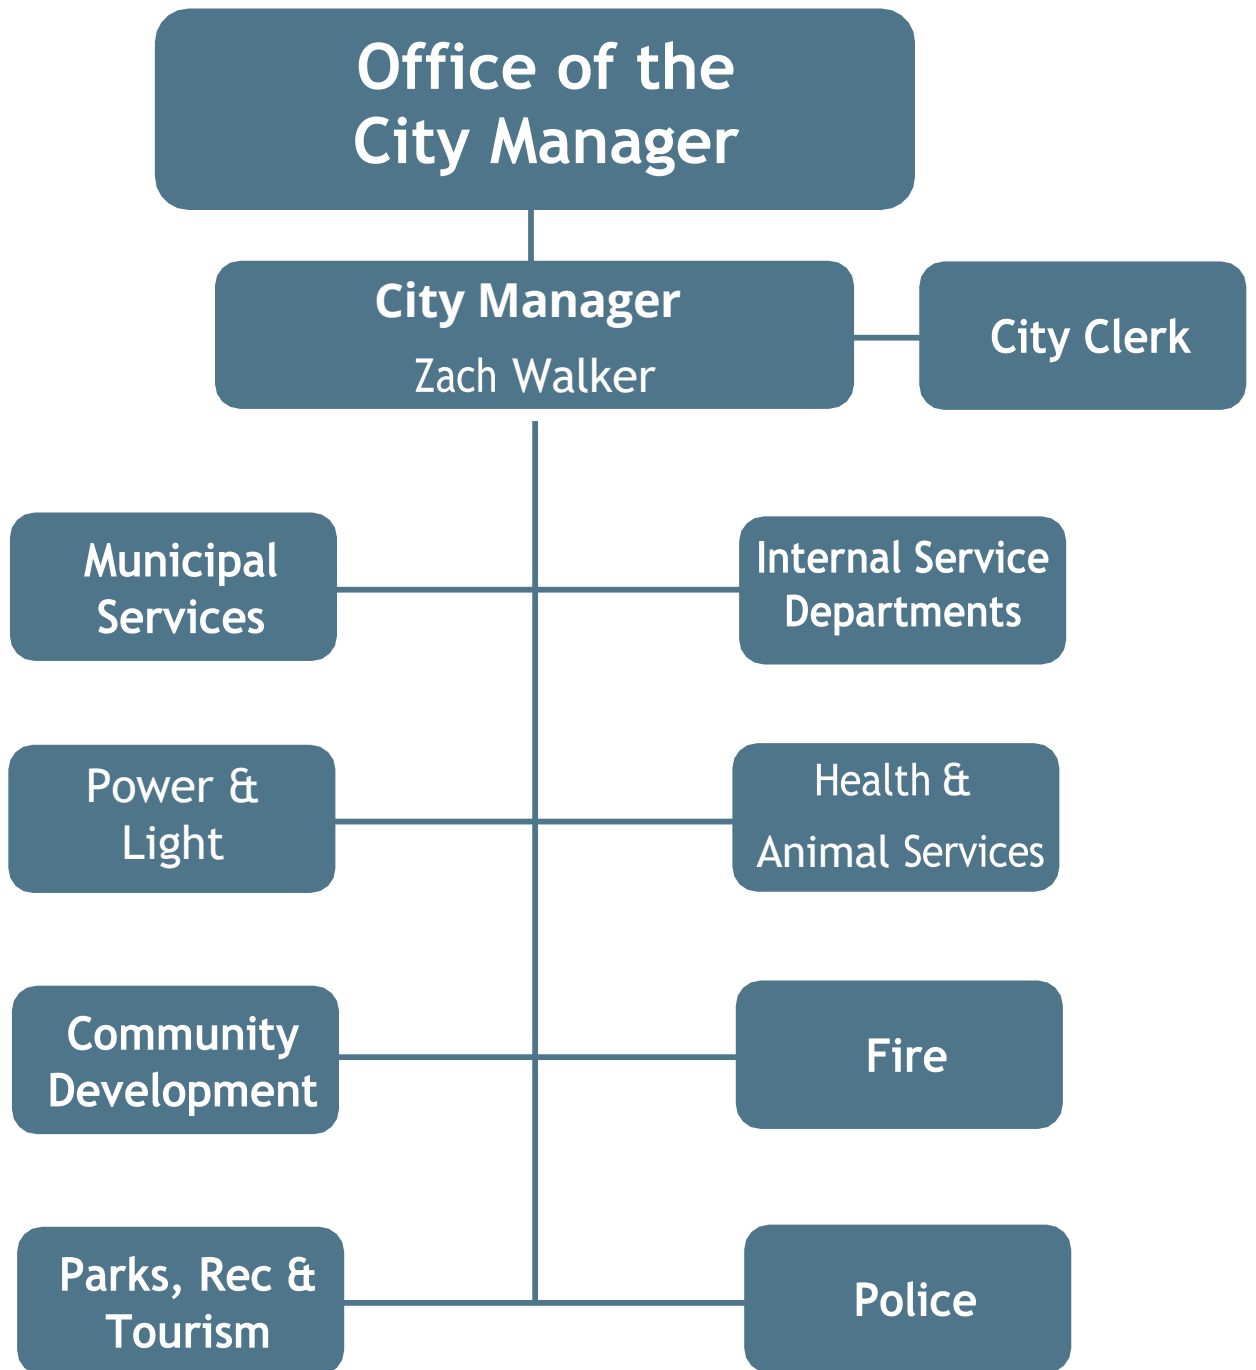 Office of the
City Manager
City Manager
Zach Walker
City Clerk
Municipal
Services
Internal Service
Departments
Power &
Light
Health &
Animal Services
Community
Development
Fire
Parks, Rec &
Tourism
Police